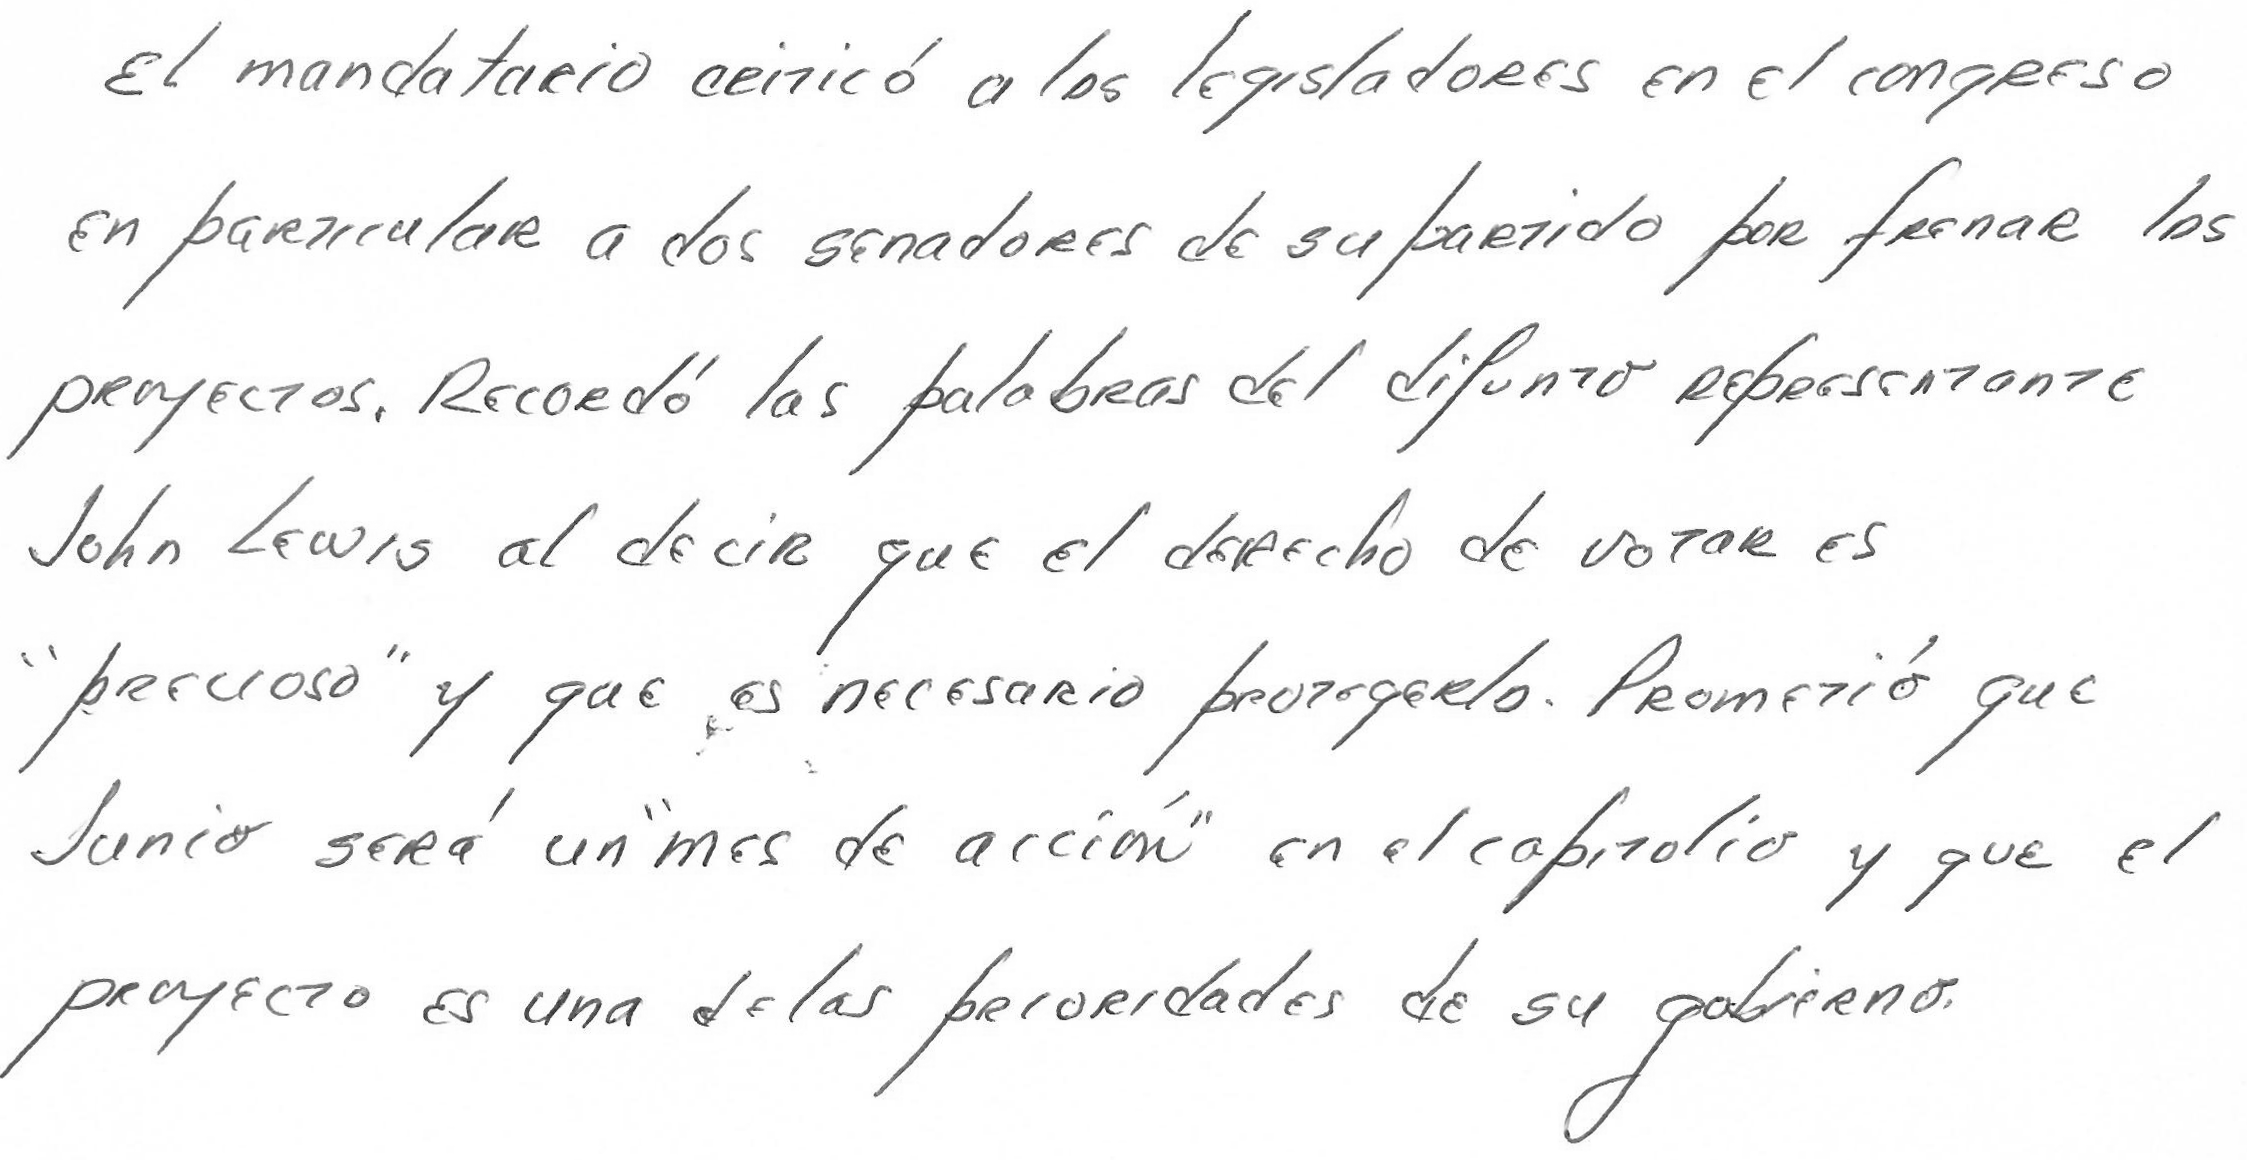 El mandatario criticó a los legisladores en el congreso
en particular a dos senadores de su partido por frenar los
proyectos. Recordó las palabras del difunto representante
John Lewis al decir que el derecho de votar es
"precioso" y que es necesario protegerlo. Prometió que
Junio será un "mes de acción" en el capitolio y que el
proyecto es una de las prioridades de su gobierno.